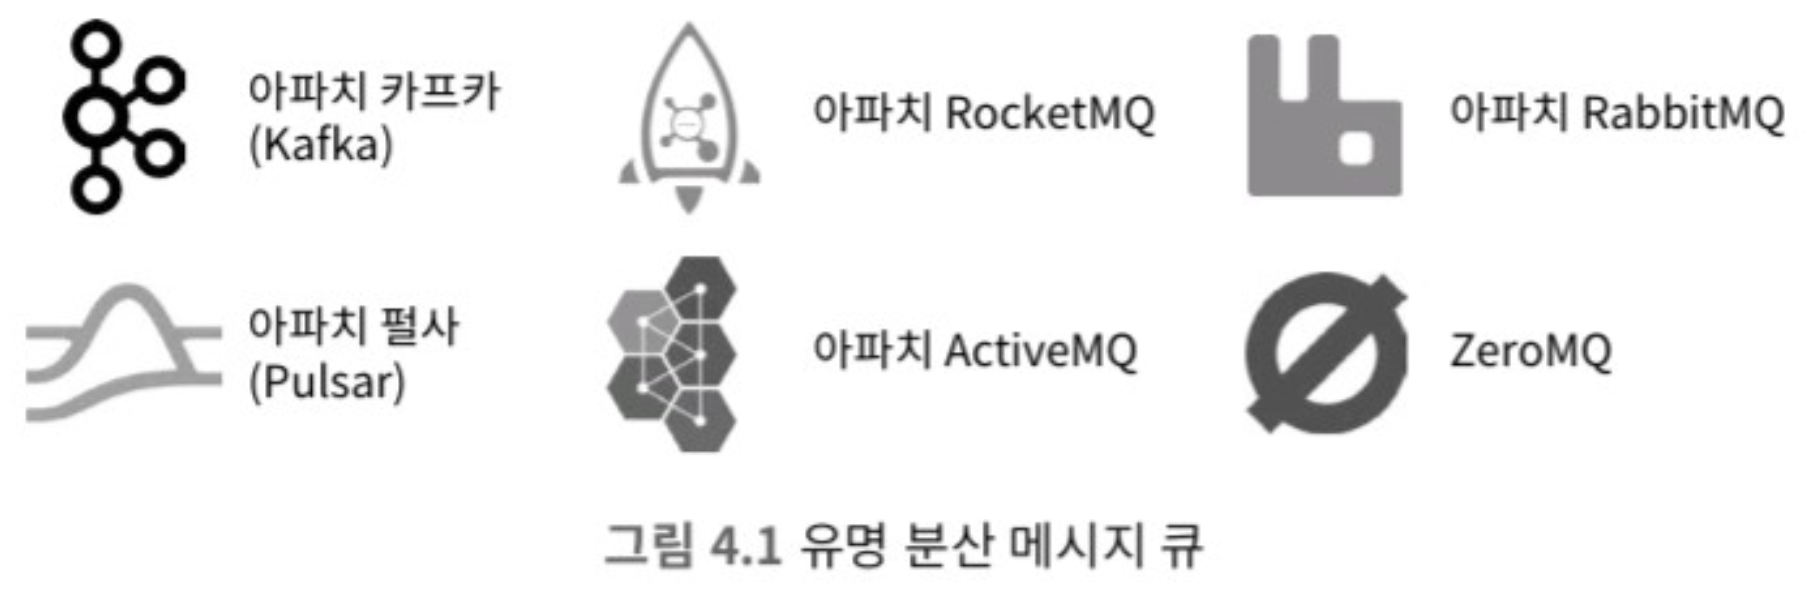 아파치 카프카
(Kafka)
아파치 RocketMQ
아파치 RabbitMQ
아파치 펄사
(Pulsar)
아파치 ActiveMQ
ZeroMQ
그림 4.1 유명 분산 메시지 큐